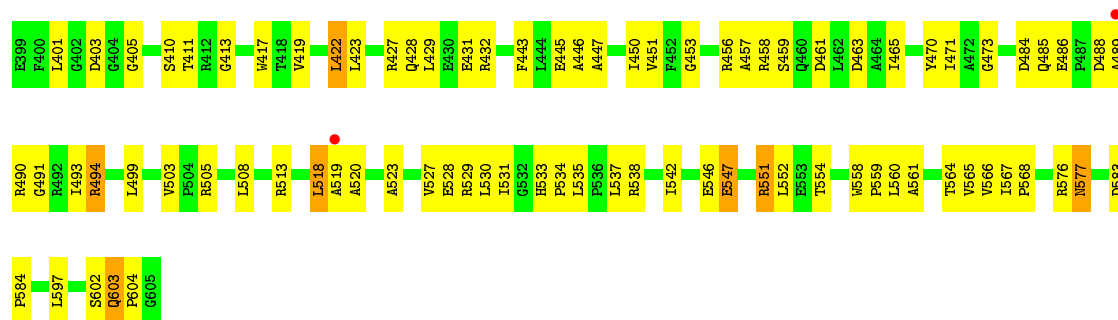 E399 F400 L401 G402 D403 G404 G405 S410 T411 R412 G413 W417 T418 V419 L422 L423 R427 Q428 L429 E430 E431 R432 F443 L444 E445 A446 A447 I450 V451 F452 G453 R456 A457 R458 S459 Q460 D461 L462 D463 A464 I465 Y470 I471 A472 G473 D484 Q485 E486 P487 D488 A489
R490 G491 R492 I493 R494 L499 V503 P504 R505 L508 R513 L518 A519 A520 A523 V527 E528 R529 L530 I531 G532 H533 P534 L535 P536 L537 R538 I542 E546 E547 R551 L552 E553 T554 W558 P559 L560 A561 T564 V565 V566 I567 P568 R576 N577 D583
P584 L597 S602 Q603 P604 G605